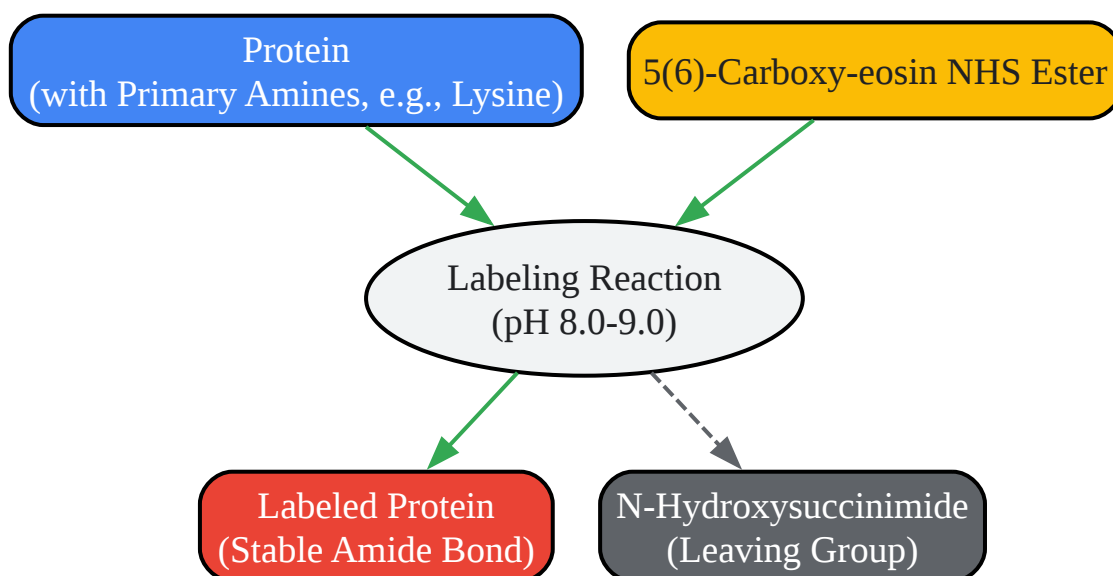 Protein
(with Primary Amines, e.g., Lysine)
5(6)-Carboxy-eosin NHS Ester
Labeling Reaction
(pH 8.0-9.0)
Labeled Protein
(Stable Amide Bond)
N-Hydroxysuccinimide
(Leaving Group)